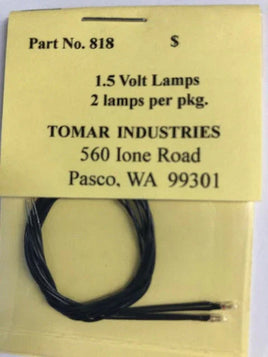 Part No. 818 $
1.5 Volt Lamps
2 lamps per pkg.
TOMAR INDUSTRIES
560 Ione Road
Pasco, WA 99301